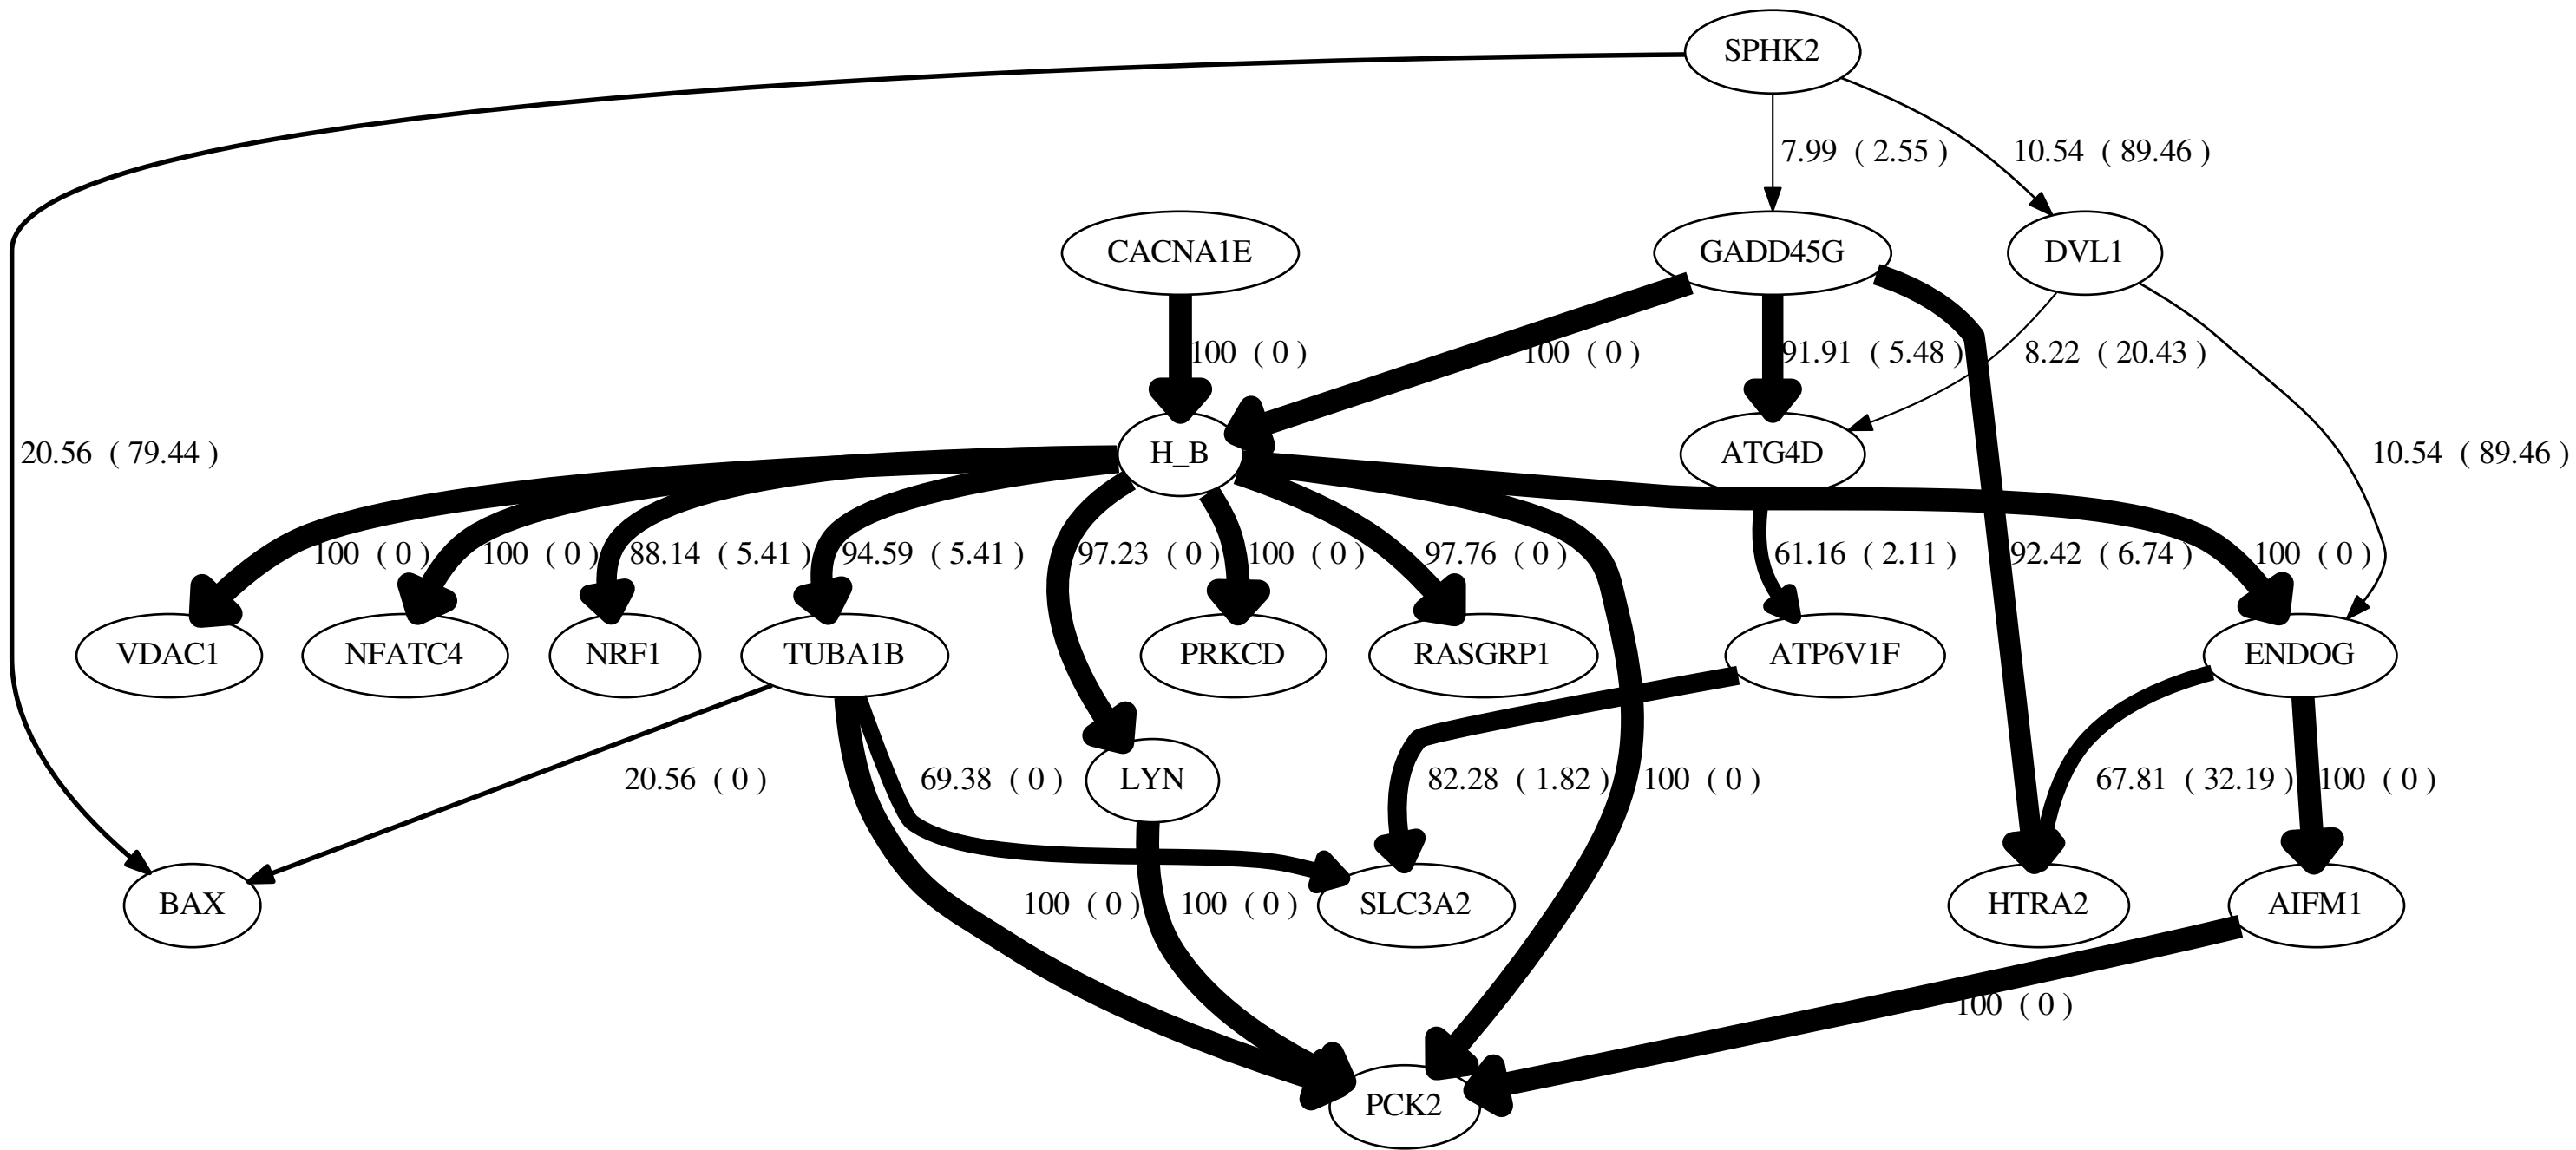 SPHK2
7.99 ( 2.55 )
10.54 ( 89.46 )
CACNA1E
GADD45G
DVL1
100 ( 0 )
100 ( 0 )
91.91 ( 5.48 )
8.22 ( 20.43 )
20.56 ( 79.44 )
H_B
ATG4D
10.54 ( 89.46 )
100 ( 0 )
100 ( 0 )
88.14 ( 5.41 )
94.59 ( 5.41 )
97.23 ( 0 )
100 ( 0 )
97.76 ( 0 )
61.16 ( 2.11 )
92.42 ( 6.74 )
100 ( 0 )
VDAC1
NFATC4
NRF1
TUBA1B
PRKCD
RASGRP1
ATP6V1F
ENDOG
20.56 ( 0 )
69.38 ( 0 )
LYN
82.28 ( 1.82 )
100 ( 0 )
67.81 ( 32.19 )
100 ( 0 )
BAX
100 ( 0 )
100 ( 0 )
SLC3A2
HTRA2
AIFM1
100 ( 0 )
PCK2